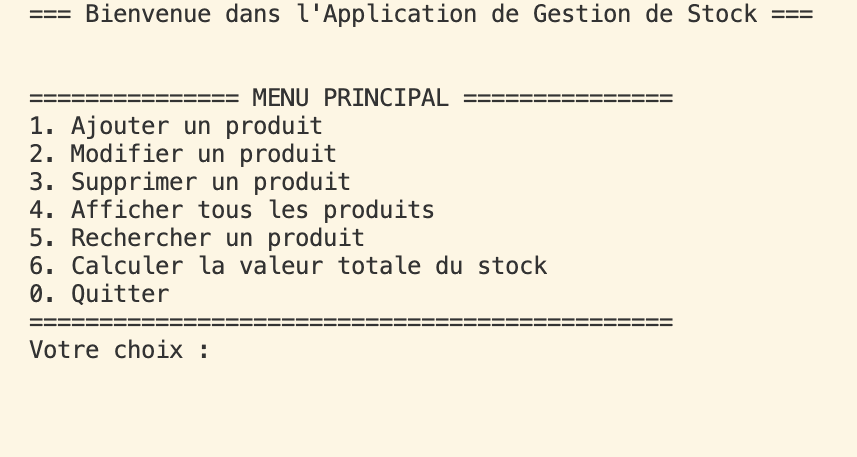 === Bienvenue dans l'Application de Gestion de Stock ===
=============== MENU PRINCIPAL ===============
1. Ajouter un produit
2. Modifier un produit
3. Supprimer un produit
4. Afficher tous les produits
5. Rechercher un produit
6. Calculer la valeur totale du stock
0. Quitter
==============================================
Votre choix :